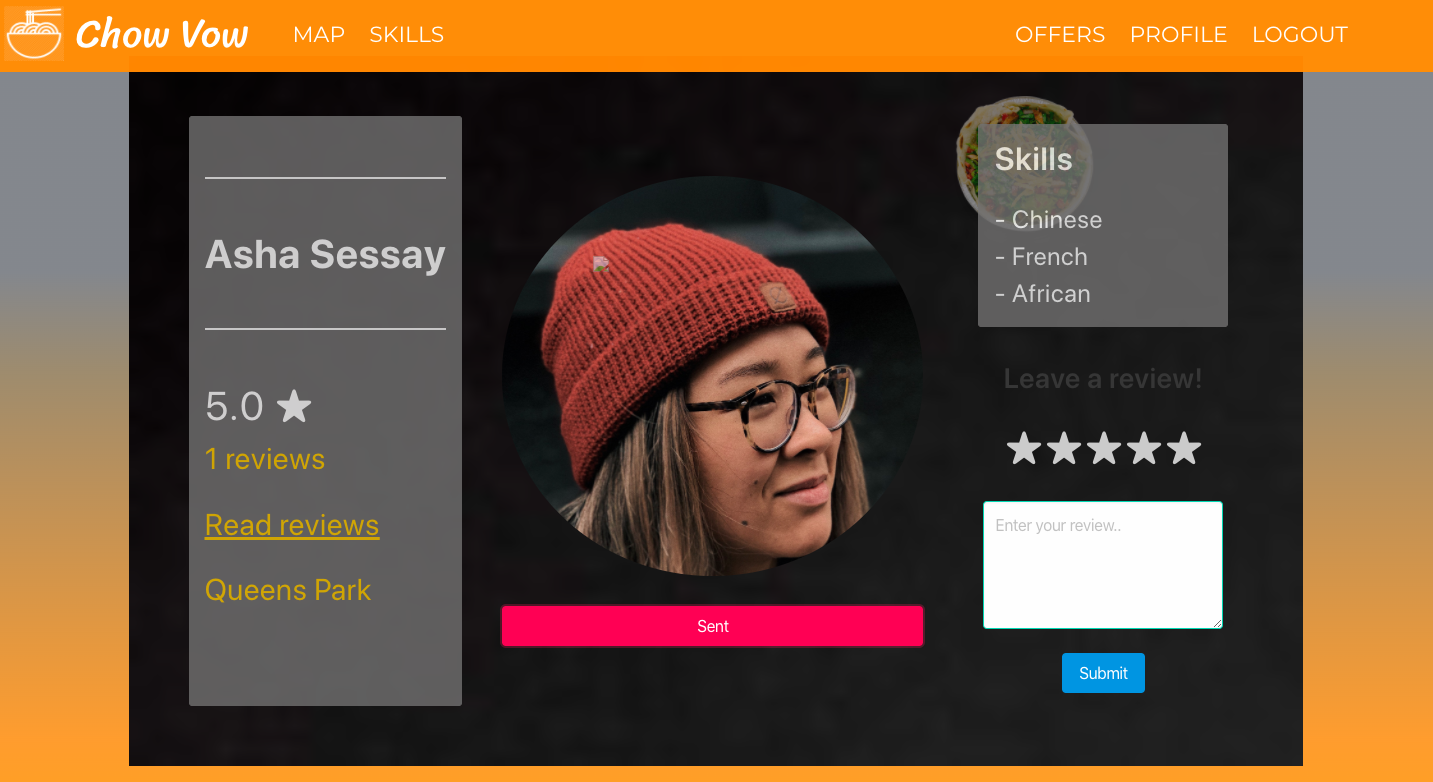 Chow Vow
MAP
SKILLS
OFFERS
PROFILE
LOGOUT
Asha Sessay
5.0
1 reviews
Read reviews
Queens Park
Sent
Skills
- Chinese
- French
- African
Leave a review!
Enter your review..
Submit